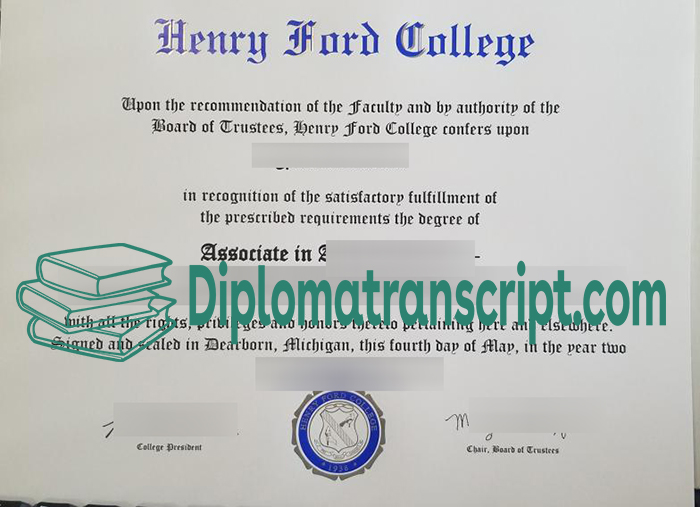 Henry Ford College
Upon the recommendation of the Faculty and by authority of the
Board of Trustees, Henry Ford College confers upon
in recognition of the satisfactory fulfillment of
the prescribed requirements the degree of
Associate in A
Diplomatranscript.com
with all the rights, privileges and honors thereto pertaining here and elsewhere.
Signed and sealed in Dearborn, Michigan, this fourth day of May, in the year two
HENRY FORD COLLEGE
1938
College President
Chair, Board of Trustees